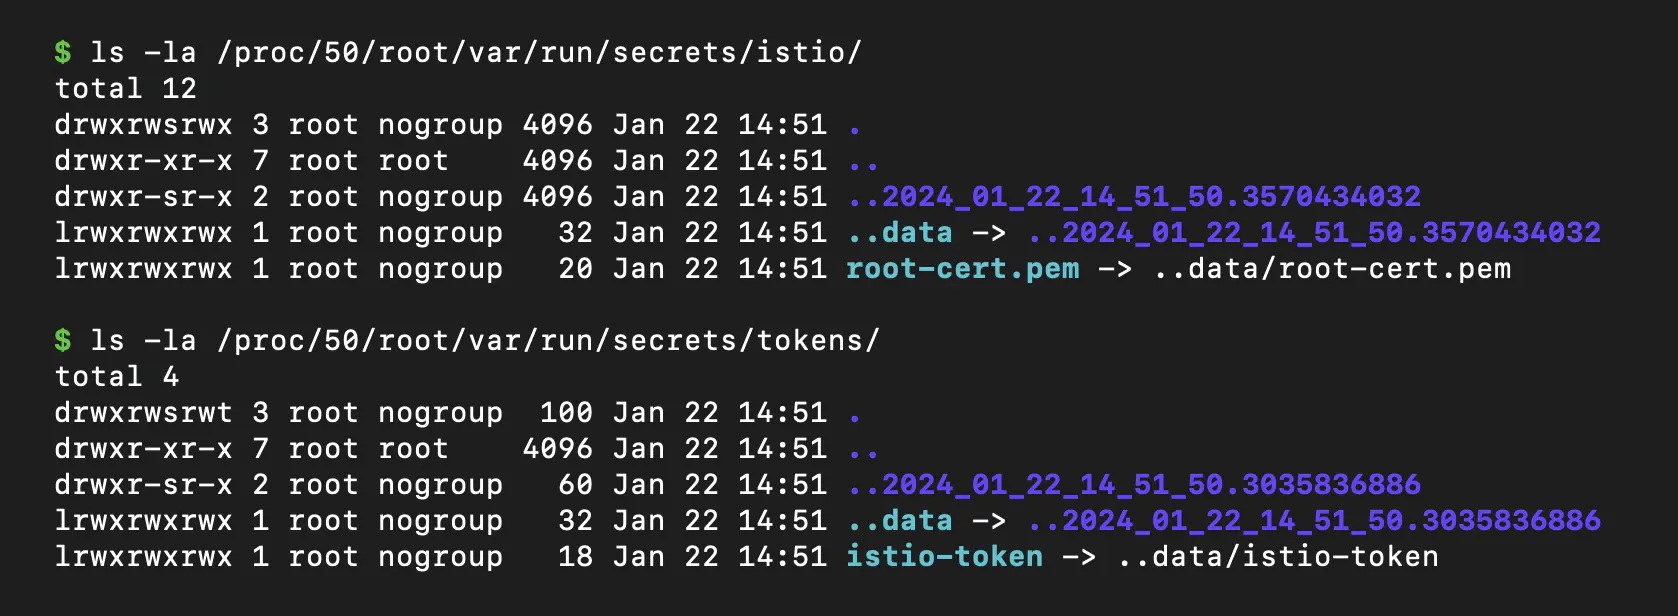 $ ls -la /proc/50/root/var/run/secrets/istio/
total 12
drwxrwsrwx 3 root nogroup 4096 Jan 22 14:51 .
drwxr-xr-x 7 root root    4096 Jan 22 14:51 ..
drwxr-sr-x 2 root nogroup 4096 Jan 22 14:51 ..2024_01_22_14_51_50.3570434032
lrwxrwxrwx 1 root nogroup   32 Jan 22 14:51 ..data -> ..2024_01_22_14_51_50.3570434032
lrwxrwxrwx 1 root nogroup   20 Jan 22 14:51 root-cert.pem -> ..data/root-cert.pem

$ ls -la /proc/50/root/var/run/secrets/tokens/
total 4
drwxrwsrwt 3 root nogroup  100 Jan 22 14:51 .
drwxr-xr-x 7 root root    4096 Jan 22 14:51 ..
drwxr-sr-x 2 root nogroup   60 Jan 22 14:51 ..2024_01_22_14_51_50.3035836886
lrwxrwxrwx 1 root nogroup   32 Jan 22 14:51 ..data -> ..2024_01_22_14_51_50.3035836886
lrwxrwxrwx 1 root nogroup   18 Jan 22 14:51 istio-token -> ..data/istio-token